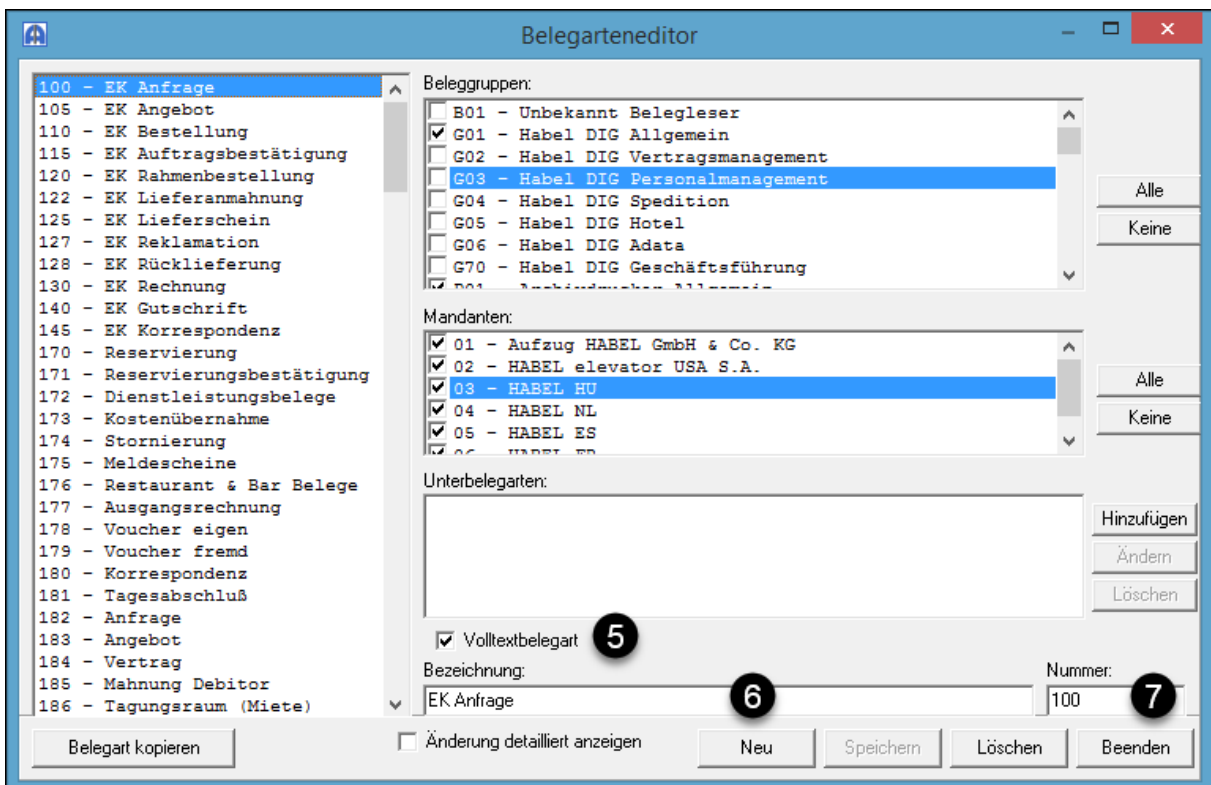 Belegarteneditor
100 - EK Anfrage
105 - EK Angebot
110 - EK Bestellung
115 - EK Auftragsbestätigung
120 - EK Rahmenbestellung
122 - EK Lieferanmahnung
125 - EK Lieferschein
127 - EK Reklamation
128 - EK Rücklieferung
130 - EK Rechnung
140 - EK Gutschrift
145 - EK Korrespondenz
170 - Reservierung
171 - Reservierungsbestätigung
172 - Dienstleistungsbelege
173 - Kostenübernahme
174 - Stornierung
175 - Meldescheine
176 - Restaurant & Bar Belege
177 - Ausgangsrechnung
178 - Voucher eigen
179 - Voucher fremd
180 - Korrespondenz
181 - Tagesabschluß
182 - Anfrage
183 - Angebot
184 - Vertrag
185 - Mahnung Debitor
186 - Tagungsraum (Miete)
Beleggruppen:
B01 - Unbekannt Belegleser
G01 - Habel DIG Allgemein
G02 - Habel DIG Vertragsmanagement
G03 - Habel DIG Personalmanagement
G04 - Habel DIG Spedition
G05 - Habel DIG Hotel
G06 - Habel DIG Adata
G70 - Habel DIG Geschäftsführung
Alle
Keine
Mandanten:
01 - Aufzug HABEL GmbH & Co. KG
02 - HABEL elevator USA S.A.
03 - HABEL HU
04 - HABEL NL
05 - HABEL ES
Alle
Keine
Unterbelegarten:
Hinzufügen
Ändern
Löschen
Volltextbelegart 5
Bezeichnung: Nummer:
EK Anfrage 6 100 7
Belegart kopieren
Änderung detailliert anzeigen
Neu Speichern Löschen Beenden